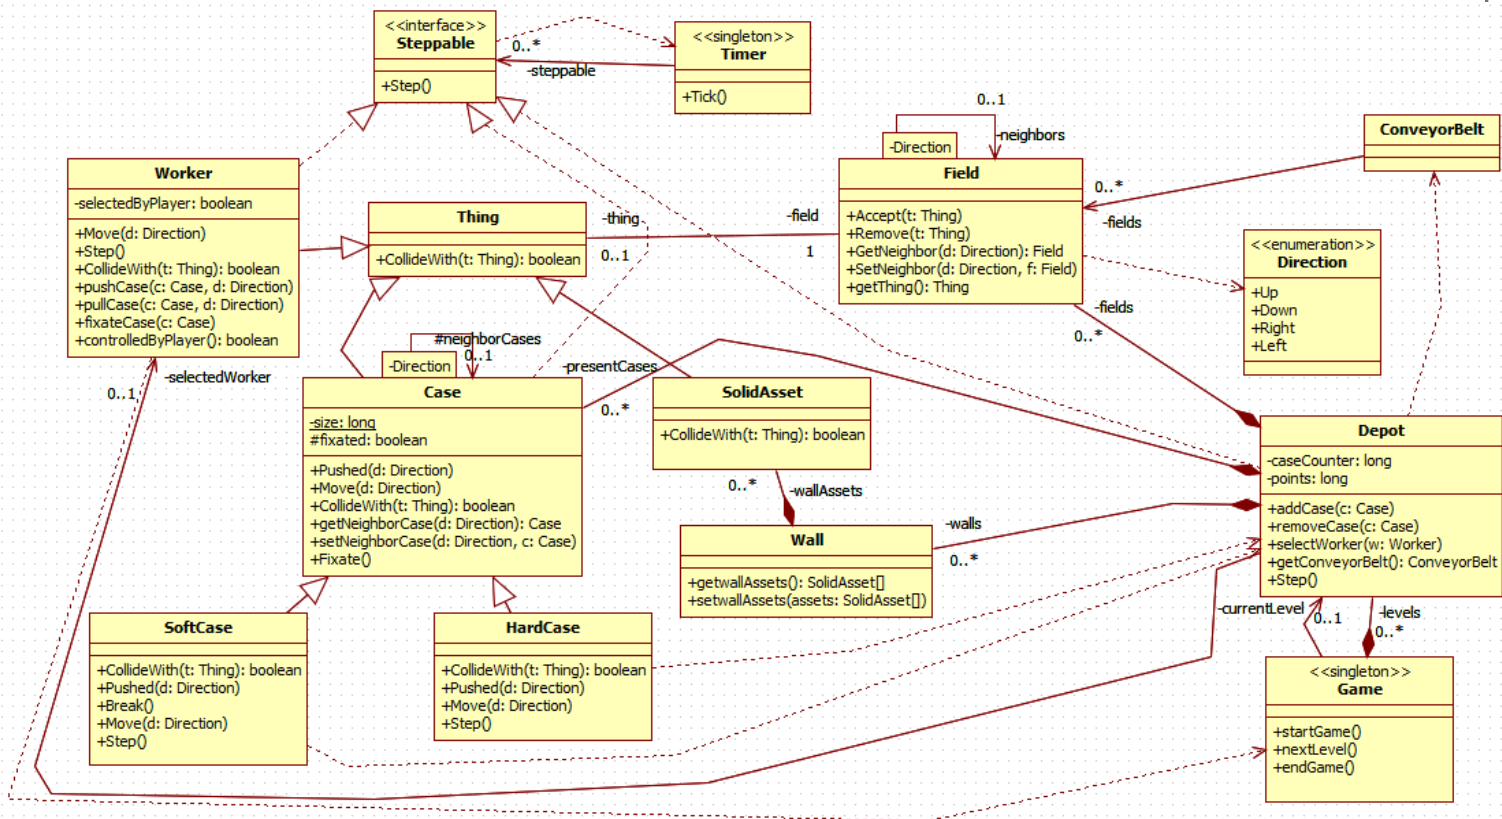 <<interface>>
Steppable
+Step()
0..*
-steppable
<<singleton>>
Timer
+Tick()
0..1
-neighbors
-Direction
Field
+Accept(t: Thing)
+Remove(t: Thing)
+GetNeighbor(d: Direction): Field
+SetNeighbor(d: Direction, f: Field)
+getThing(): Thing
ConveyorBelt
0..*
-fields
<<enumeration>>
Direction
+Up
+Down
+Right
+Left
Worker
-selectedByPlayer: boolean
+Move(d: Direction)
+Step()
+CollideWith(t: Thing): boolean
+pushCase(c: Case, d: Direction)
+pullCase(c: Case, d: Direction)
+fixateCase(c: Case)
+controlledByPlayer(): boolean
Thing
+CollideWith(t: Thing): boolean
-thing
0..1
-field
1
-fields
0..*
-selectedWorker
0..1
#neighborCases
0..1
-Direction
Case
-size: long
#fixated: boolean
+Pushed(d: Direction)
+Move(d: Direction)
+CollideWith(t: Thing): boolean
+getNeighborCase(d: Direction): Case
+setNeighborCase(d: Direction, c: Case)
+Fixate()
-presentCases
0..*
SolidAsset
+CollideWith(t: Thing): boolean
0..*
-wallAssets
Wall
+getwallAssets(): SolidAsset[]
+setwallAssets(assets: SolidAsset[])
-walls
0..*
Depot
-caseCounter: long
-points: long
+addCase(c: Case)
+removeCase(c: Case)
+selectWorker(w: Worker)
+getConveyorBelt(): ConveyorBelt
+Step()
-currentLevel
0..1
-levels
0..*
SoftCase
+CollideWith(t: Thing): boolean
+Pushed(d: Direction)
+Break()
+Move(d: Direction)
+Step()
HardCase
+CollideWith(t: Thing): boolean
+Pushed(d: Direction)
+Move(d: Direction)
+Step()
<<singleton>>
Game
+startGame()
+nextLevel()
+endGame()